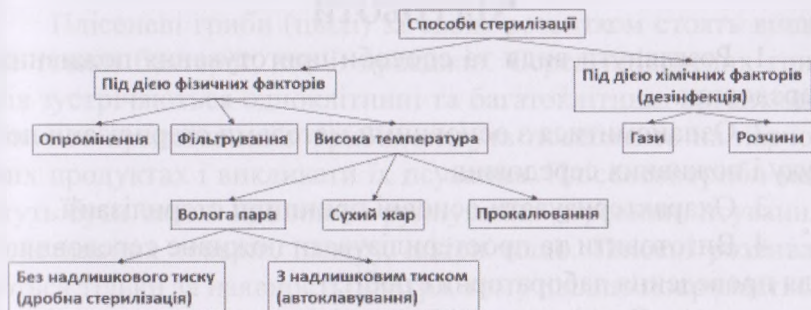 Способи стерилізації
Під дією фізичних факторів
Під дією хімічних факторів
(дезінфекція)
Опромінення
Фільтрування
Висока температура
Гази
Розчини
Волога пара
Сухий жар
Прокалювання
Без надлишкового тиску
(дробна стерилізація)
З надлишковим тиском
(автоклавування)